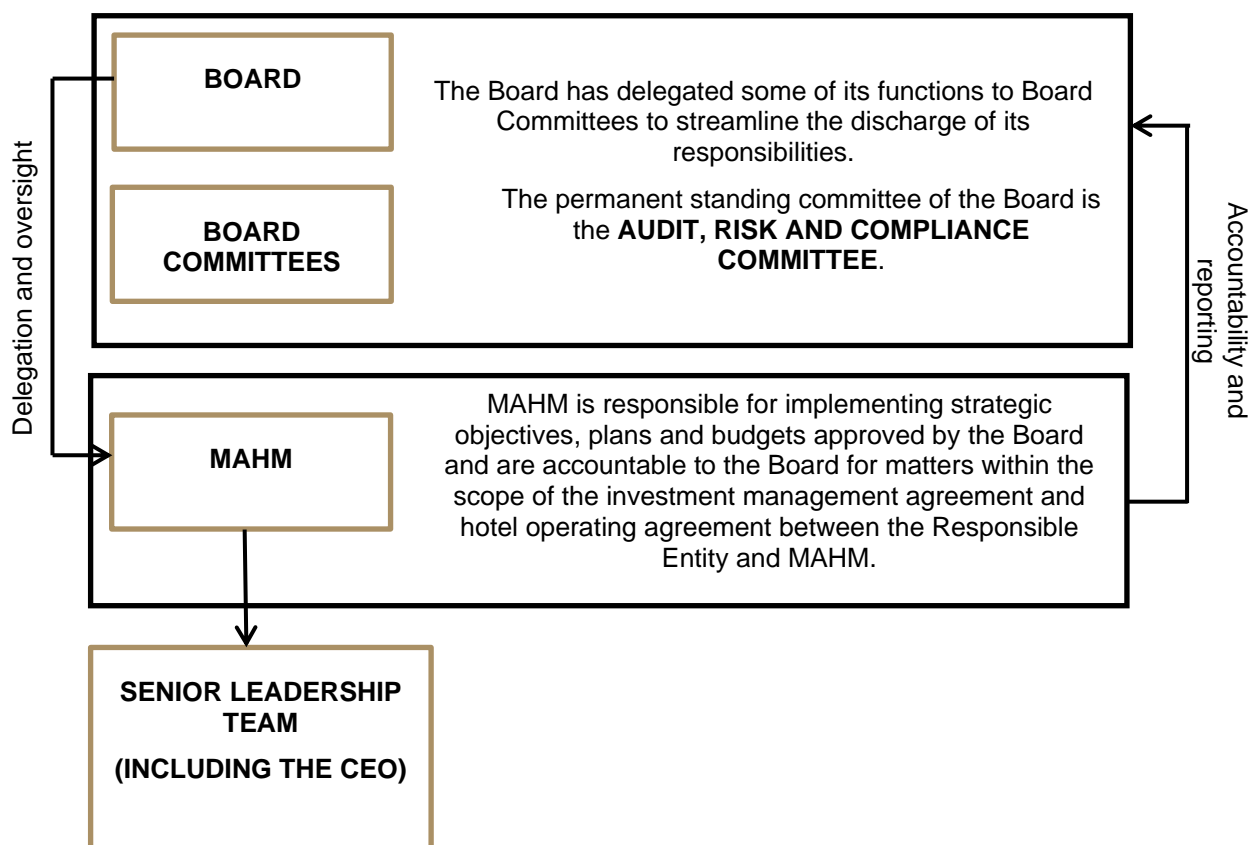 BOARD
The Board has delegated some of its functions to Board
Committees to streamline the discharge of its
responsibilities.
BOARD
COMMITTEES
The permanent standing committee of the Board is
the AUDIT, RISK AND COMPLIANCE
COMMITTEE.
Delegation and oversight
Accountability and
reporting
MAHM
MAHM is responsible for implementing strategic
objectives, plans and budgets approved by the Board
and are accountable to the Board for matters within the
scope of the investment management agreement and
hotel operating agreement between the Responsible
Entity and MAHM.
SENIOR LEADERSHIP
TEAM
(INCLUDING THE CEO)